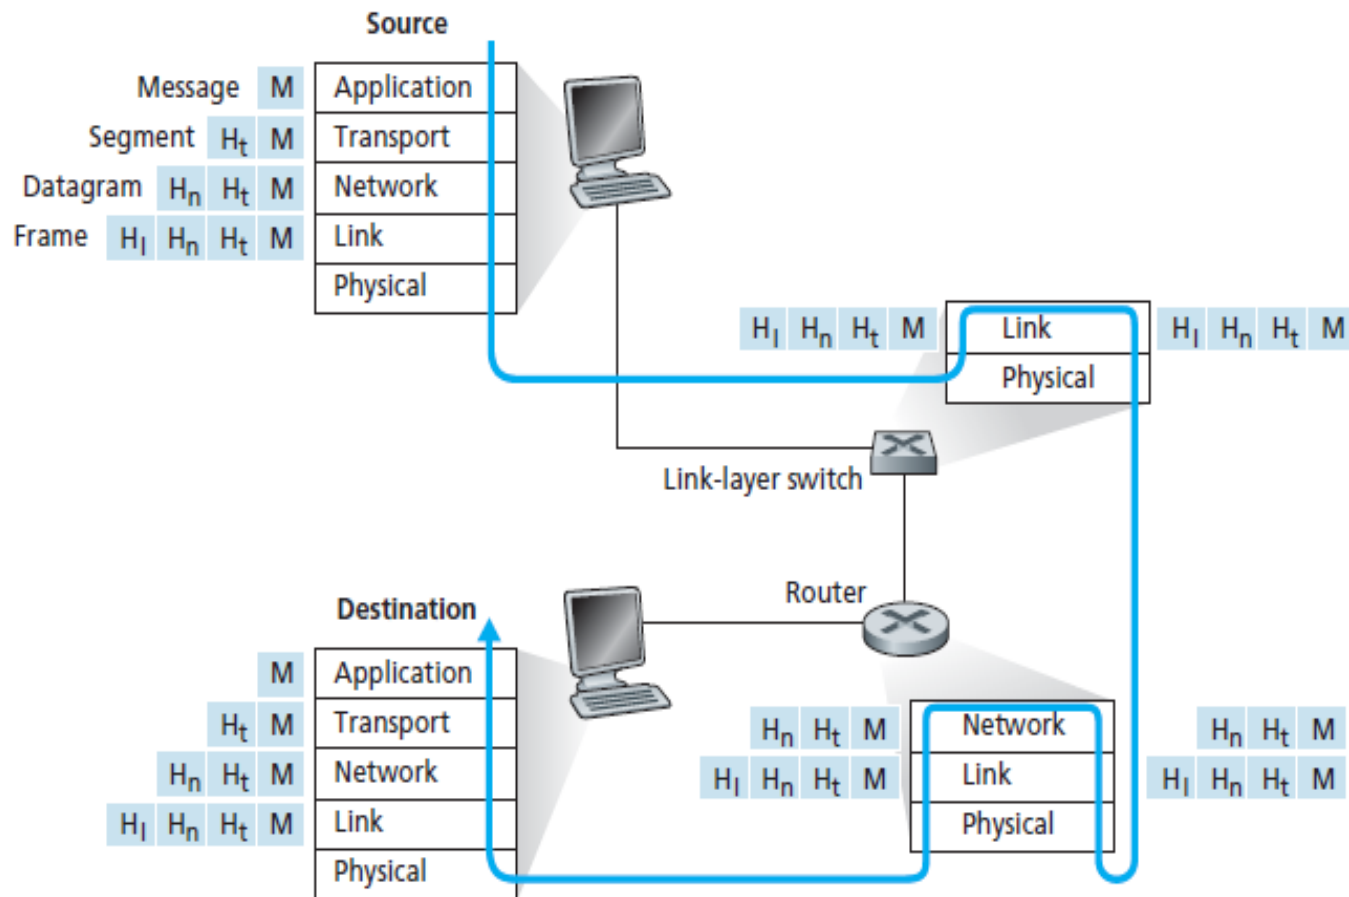 Source
Message M Application
Segment Ht M Transport
Datagram Hn Ht M Network
Frame Hl Hn Ht M Link
Physical
Hl Hn Ht M Link Hl Hn Ht M
Physical
Link-layer switch
Router
Destination
M Application
Ht M Transport
Hn Ht M Network
Hl Hn Ht M Link
Physical
Hn Ht M Network Hn Ht M
Hl Hn Ht M Link Hl Hn Ht M
Physical